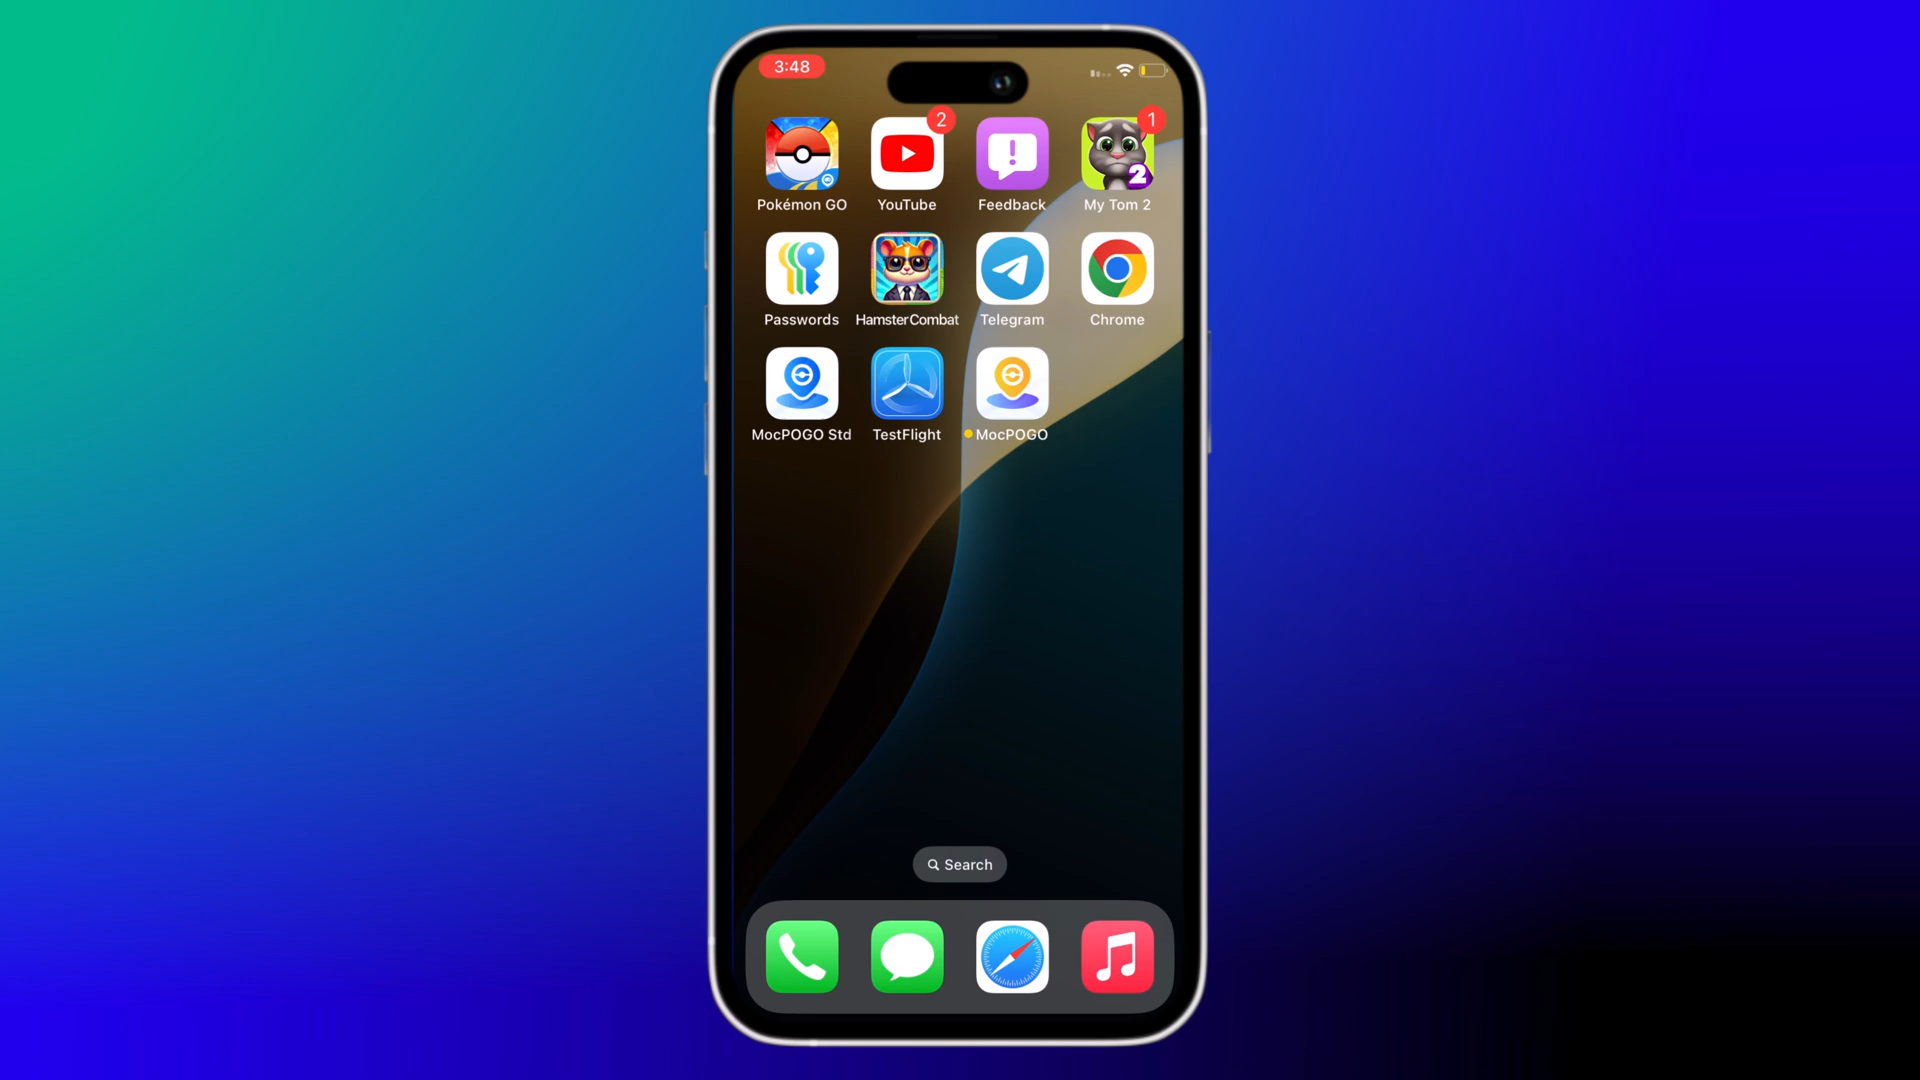 3:48
2
1
2
Pokémon GO
YouTube
Feedback
My Tom 2
Passwords
HamsterCombat
Telegram
Chrome
MocPOGO Std
TestFlight
MocPOGO
Search